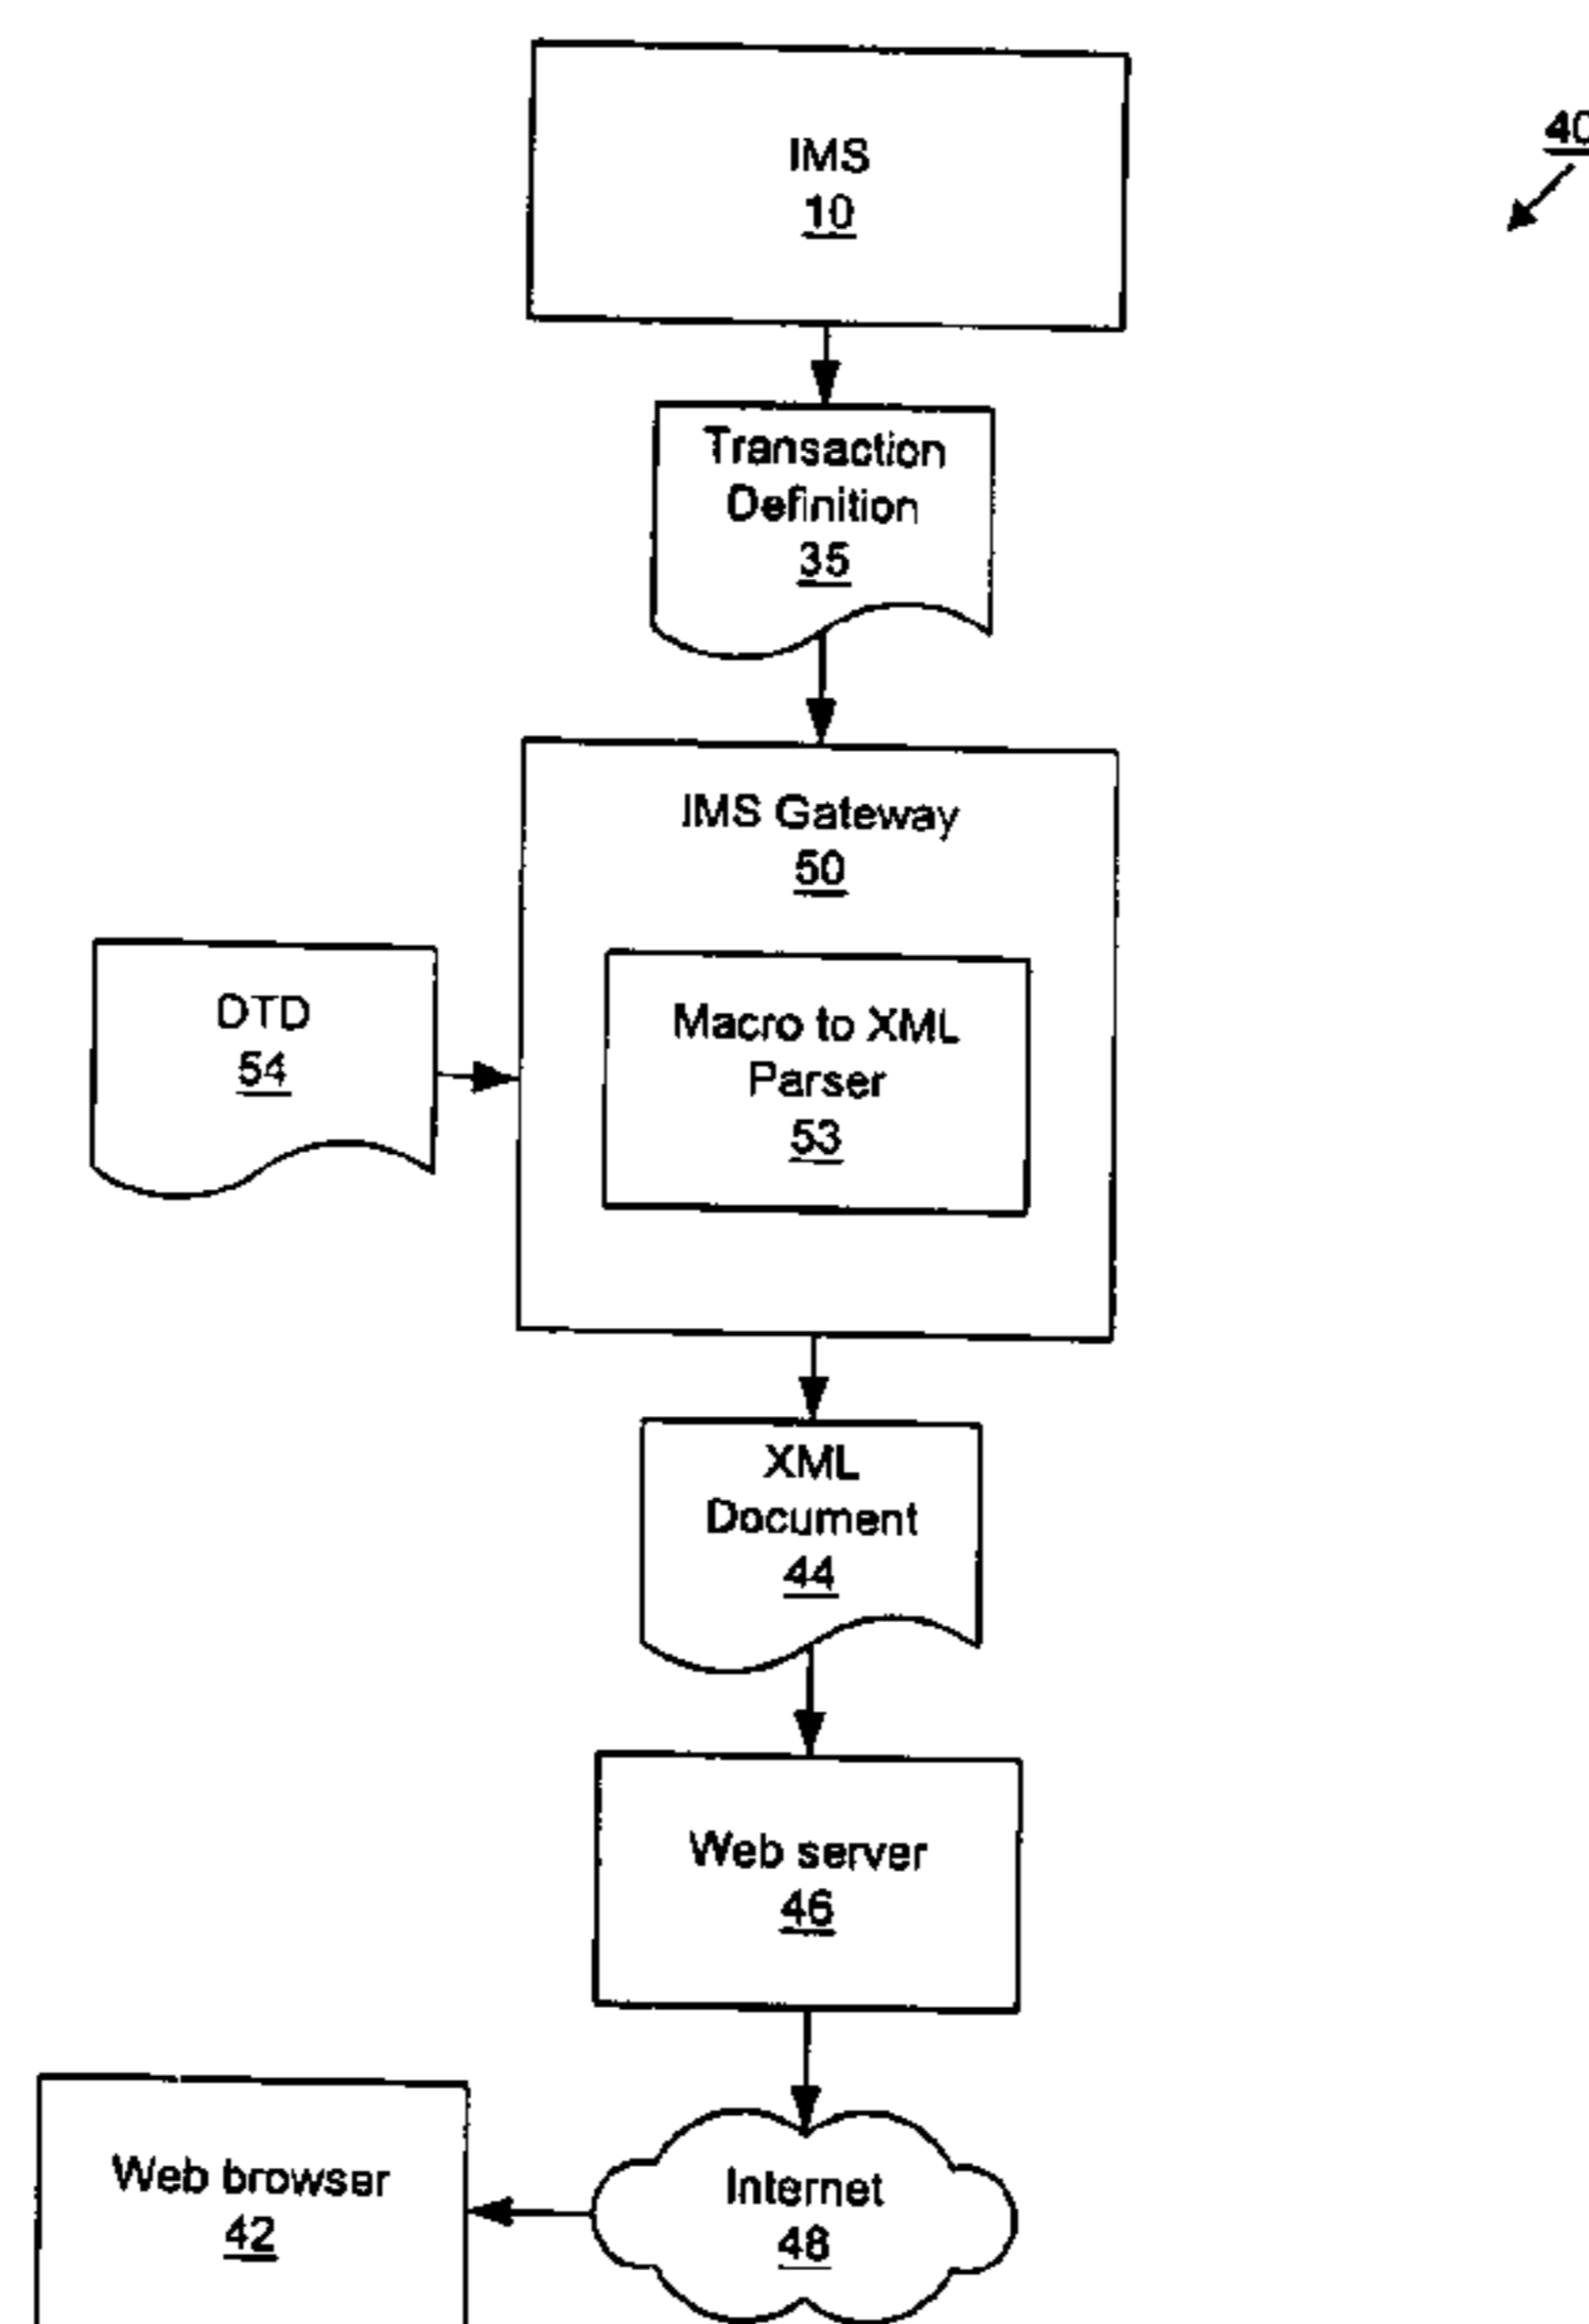 IMS
10
40
Transaction
Definition
35
IMS Gateway
50
DTD
54
Macro to XML
Parser
53
XML
Document
44
Web server
46
Web browser
42
Internet
48